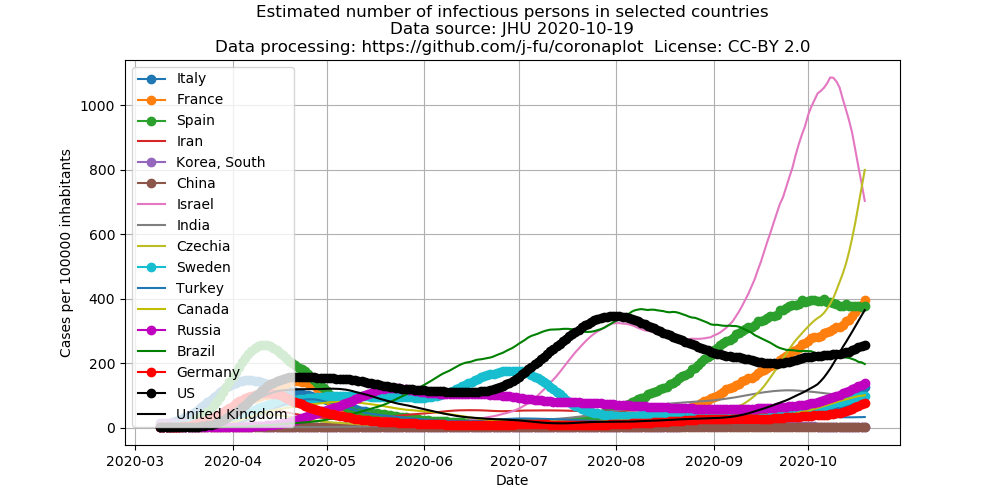 Estimated number of infectious persons in selected countries
Data source: JHU 2020-10-19
Data processing: https://github.com/j-fu/coronaplot  License: CC-BY 2.0
Cases per 100000 inhabitants
1000
800
600
400
200
0
Italy
France
Spain
Iran
Korea, South
China
Israel
India
Czechia
Sweden
Turkey
Canada
Russia
Brazil
Germany
US
United Kingdom
2020-03 2020-04 2020-05 2020-06 2020-07 2020-08 2020-09 2020-10
Date